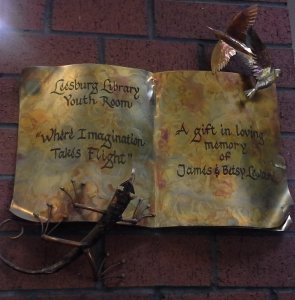 Leesburg Library
Youth Room
"Where Imagination
Takes Flight"
A gift in loving
memory
of
James & Betsy